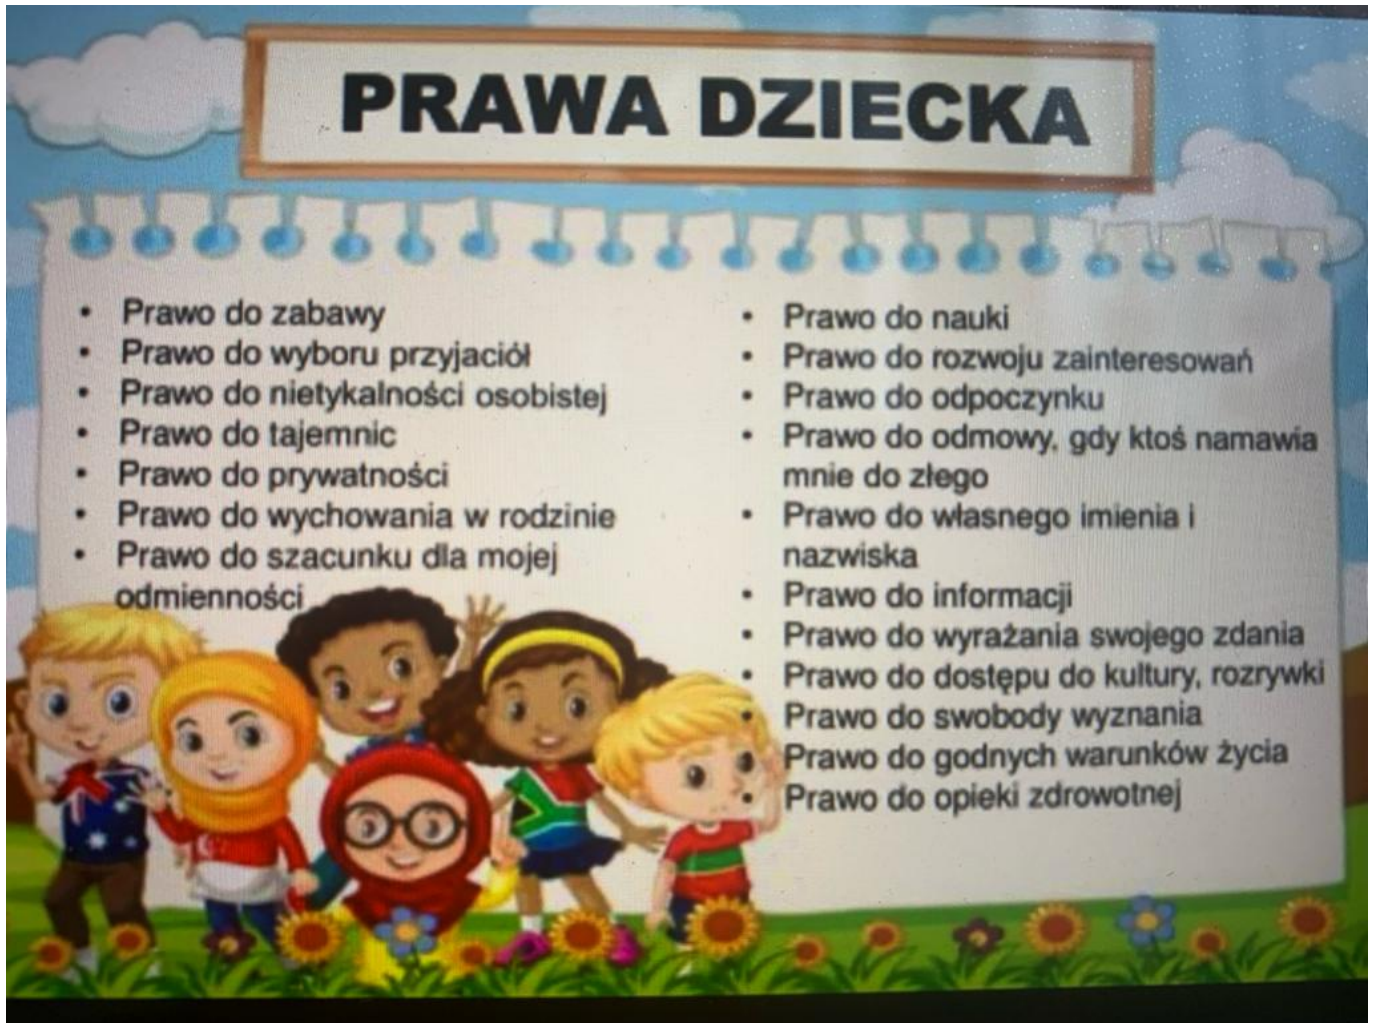 PRAWA DZIECKA
• Prawo do zabawy
• Prawo do wyboru przyjaciół
• Prawo do nietykalności osobistej
• Prawo do tajemnic
• Prawo do prywatności
• Prawo do wychowania w rodzinie
• Prawo do szacunku dla mojej
odmienności
• Prawo do nauki
• Prawo do rozwoju zainteresowań
• Prawo do odpoczynku
• Prawo do odmowy, gdy ktoś namawia
mnie do złego
• Prawo do własnego imienia i
nazwiska
• Prawo do informacji
• Prawo do wyrażania swojego zdania
• Prawo do dostępu do kultury, rozrywki
• Prawo do swobody wyznania
• Prawo do godnych warunków życia
• Prawo do opieki zdrowotnej